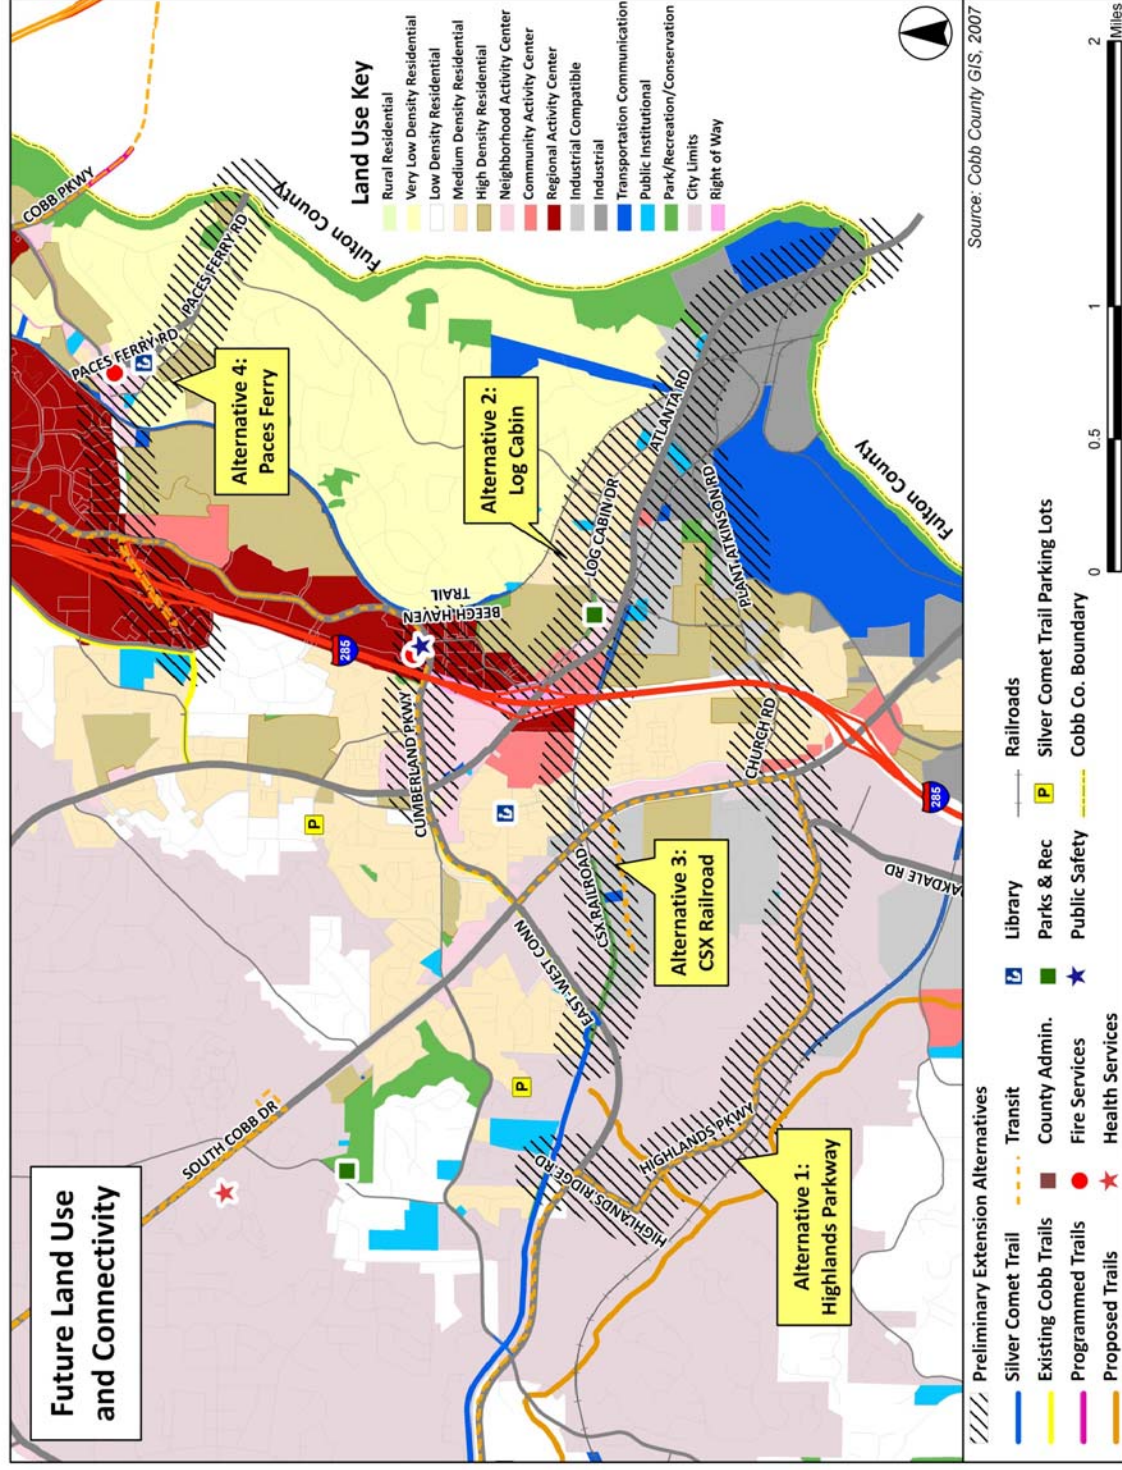 Future Land Use
and Connectivity
COBB PKWY
PACES FERRY RD
PACES FERRY RD
Fulton County
Alternative 4:
Paces Ferry
Alternative 2:
Log Cabin
BEECH HAVEN
TRAIL
285
CUMBERLAND PKWY
LOG CABIN DR
ATLANTA RD
PLANT ATKINSON RD
Fulton County
CHURCH RD
285
P
SOUTH COBB DR
EAST-WEST CONN
CSX RAILROAD
Alternative 3:
CSX Railroad
AKDALE RD
P
HIGHLANDS RIDGE RD
HIGHLANDS PKWY
Alternative 1:
Highlands Parkway
Land Use Key
Rural Residential
Very Low Density Residential
Low Density Residential
Medium Density Residential
High Density Residential
Neighborhood Activity Center
Community Activity Center
Regional Activity Center
Industrial Compatible
Industrial
Transportation Communication
Public Institutional
Park/Recreation/Conservation
City Limits
Right of Way
Preliminary Extension Alternatives
Silver Comet Trail
Existing Cobb Trails
Programmed Trails
Proposed Trails
Transit
County Admin.
Fire Services
Health Services
Library
Parks & Rec
Public Safety
Railroads
P Silver Comet Trail Parking Lots
Cobb Co. Boundary
Source: Cobb County GIS, 2007
0 0.5 1 2
Miles